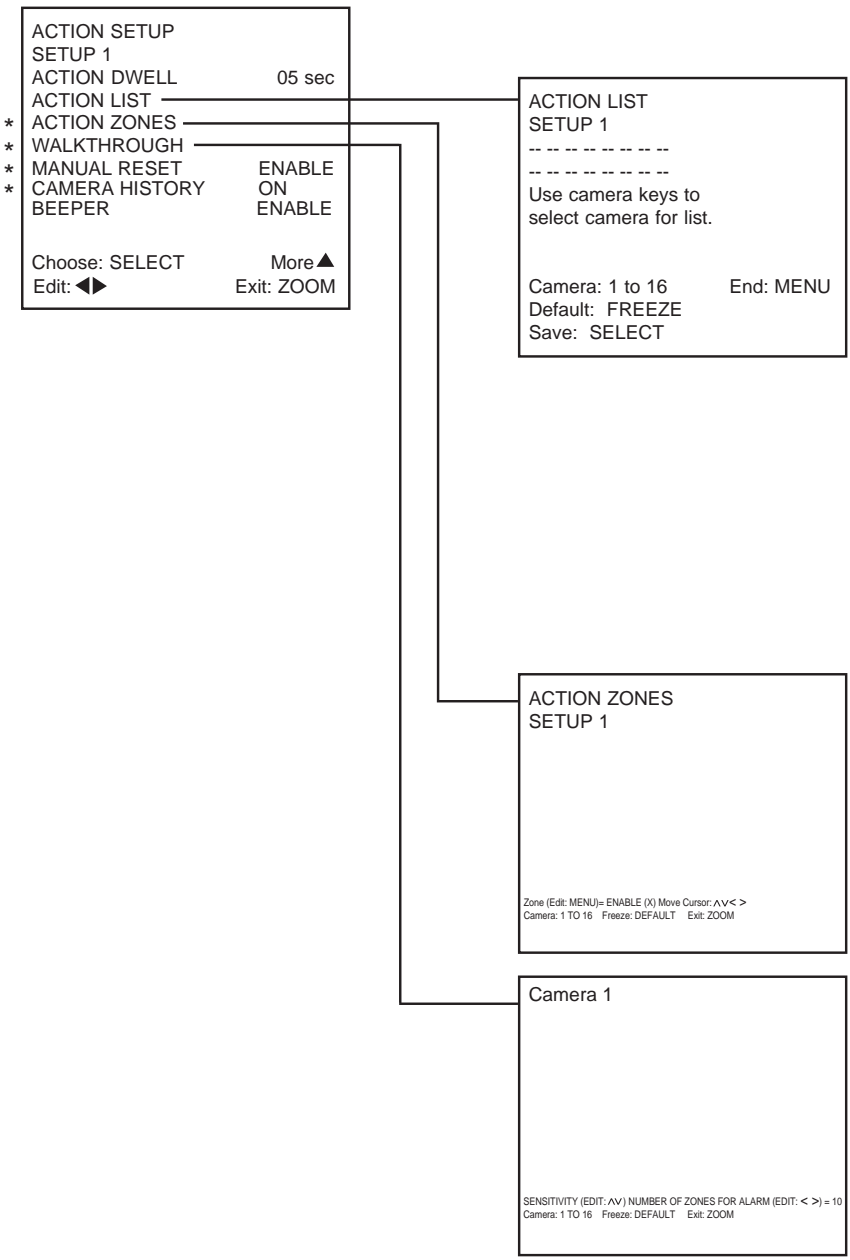 ACTION SETUP
SETUP 1
ACTION DWELL 05 sec
ACTION LIST
* ACTION ZONES
* WALKTHROUGH
* MANUAL RESET ENABLE
* CAMERA HISTORY ON
BEEPER ENABLE
Choose: SELECT More ▲
Edit: ◀▶ Exit: ZOOM
ACTION LIST
SETUP 1
-- -- -- -- -- -- -- --
-- -- -- -- -- -- -- --
Use camera keys to
select camera for list.
Camera: 1 to 16 End: MENU
Default: FREEZE
Save: SELECT
ACTION ZONES
SETUP 1
Zone (Edit: MENU)= ENABLE (X) Move Cursor: ∧∨< >
Camera: 1 TO 16 Freeze: DEFAULT Exit: ZOOM
Camera 1
SENSITIVITY (EDIT: ∧∨) NUMBER OF ZONES FOR ALARM (EDIT: < >) = 10
Camera: 1 TO 16 Freeze: DEFAULT Exit: ZOOM